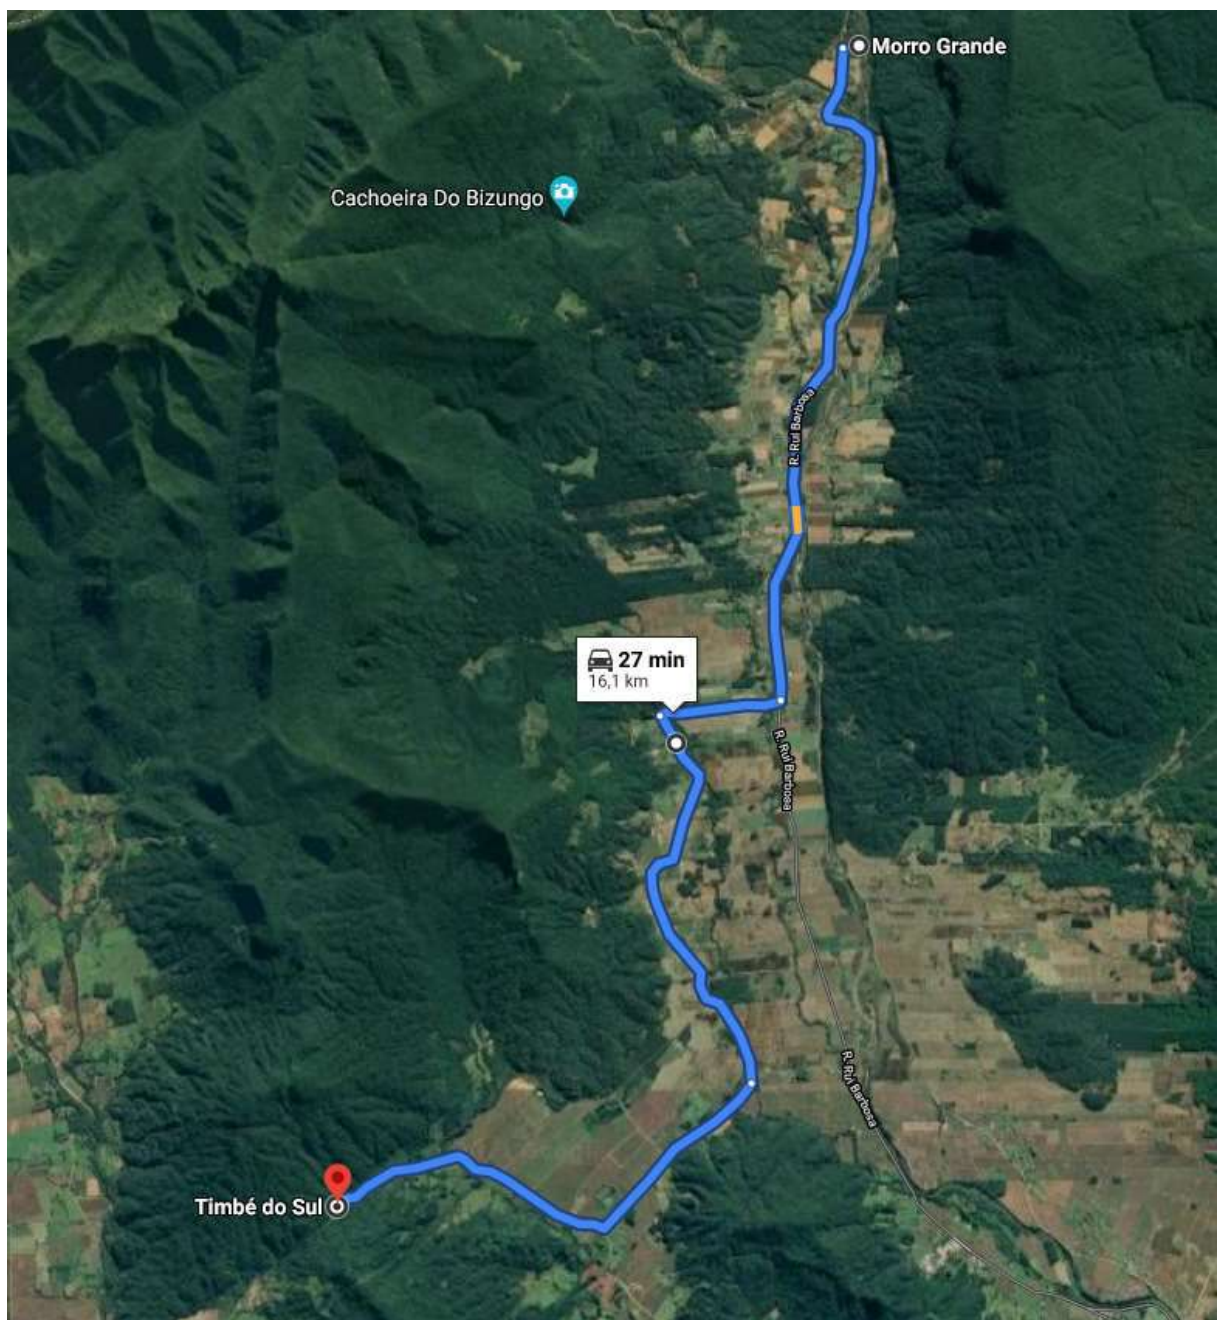 Morro Grande
Cachoeira Do Bizungo
R. Rui Barbosa
27 min
16,1 km
R. Rui Barbosa
R. Rui Barbosa
Timbé do Sul